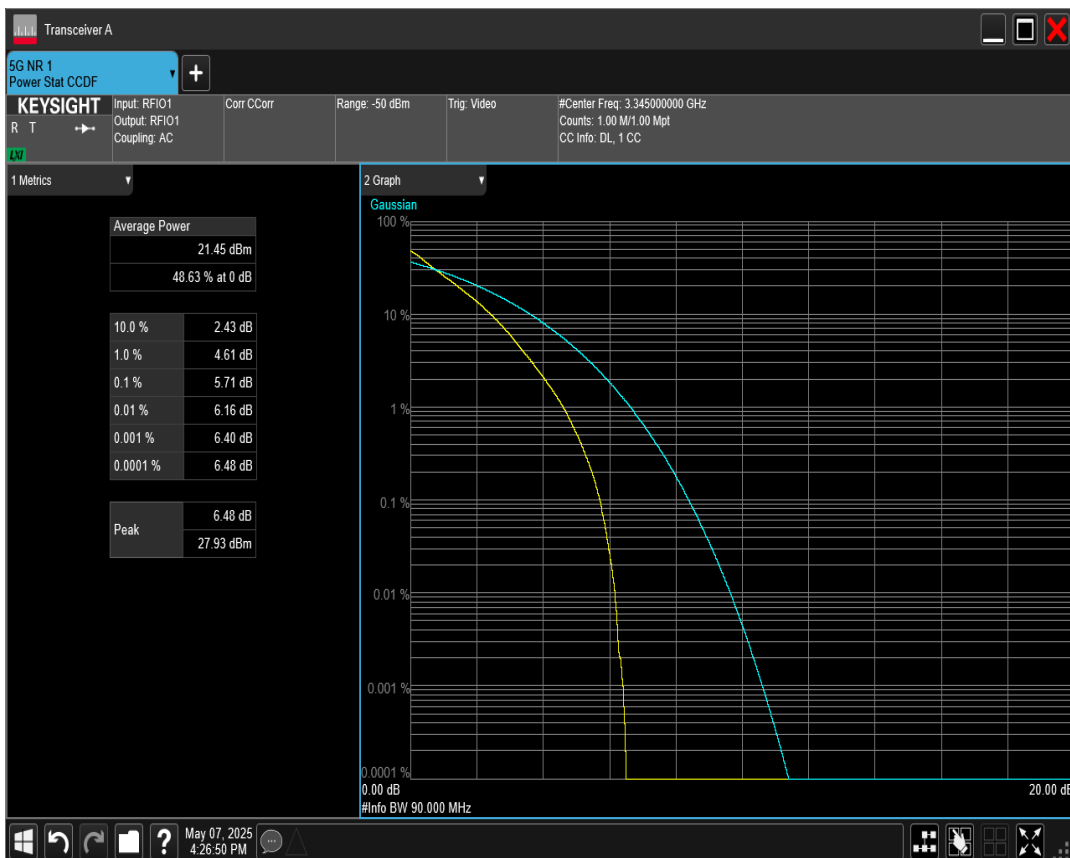 Transceiver A
5G NR 1
Power Stat CCDF
KEYSIGHT
R T
LXI
Input: RFIO1
Output: RFIO1
Coupling: AC
Corr CCorr
Range: -50 dBm
Trig: Video
#Center Freq: 3.345000000 GHz
Counts: 1.00 M/1.00 Mpt
CC Info: DL, 1 CC
1 Metrics
Average Power
21.45 dBm
48.63 % at 0 dB
10.0 % 2.43 dB
1.0 % 4.61 dB
0.1 % 5.71 dB
0.01 % 6.16 dB
0.001 % 6.40 dB
0.0001 % 6.48 dB
Peak
6.48 dB
27.93 dBm
2 Graph
Gaussian
100 %
10 %
1 %
0.1 %
0.01 %
0.001 %
0.0001 %
0.00 dB 20.00 dB
#Info BW 90.000 MHz
?
May 07, 2025
4:26:50 PM